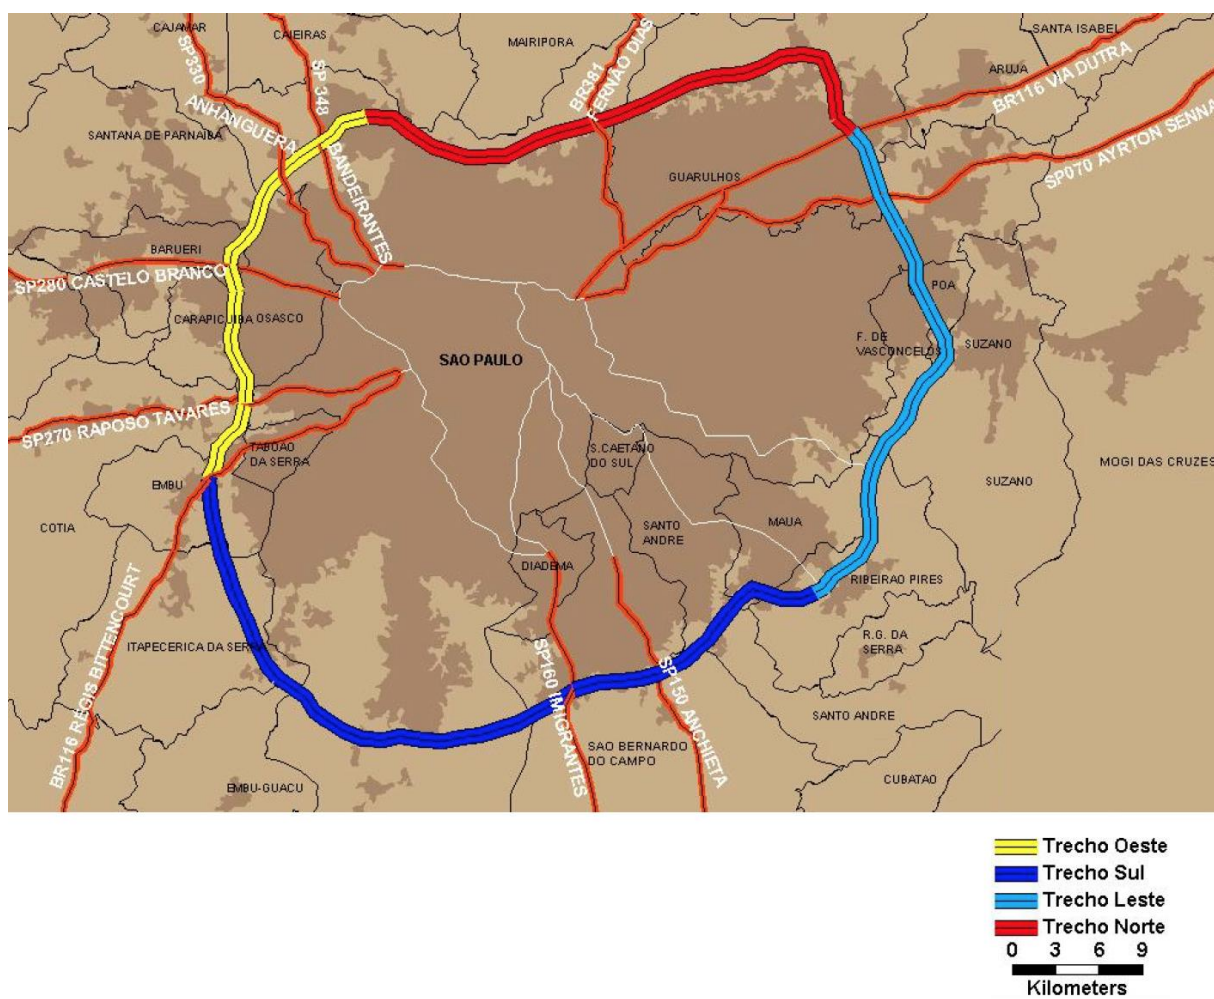 CAJAMAR
CAIEIRAS
MAIRIPORA
SANTA ISABEL
SP330
SP 348
BR381
FERNÃO DIAS
ARUJA
BR116 VIA DUTRA
ANHANGUERA
SANTANA DE PARNAIBA
BANDEIRANTES
GUARULHOS
SP070 AYRTON SENNA
BARUERI
SP280 CASTELO BRANCO
POA
CARAPICUIBA
OSASCO
F. DE
VASCONCELOS
SUZANO
SAO PAULO
SP270 RAPOSO TAVARES
TABOAO
DA SERRA
S.CAETANO
DO SUL
MOGI DAS CRUZES
EMBU
SUZANO
COTIA
SANTO
ANDRE
MAUA
DIADEMA
RIBEIRAO PIRES
BR116 REGIS BITTENCOURT
ITAPECERICA DA SERRA
R.G. DA
SERRA
SP160 IMIGRANTES
SP150 ANCHIETA
SANTO ANDRE
SAO BERNARDO
DO CAMPO
EMBU-GUACU
CUBATAO
Trecho Oeste
Trecho Sul
Trecho Leste
Trecho Norte
0 3 6 9
Kilometers